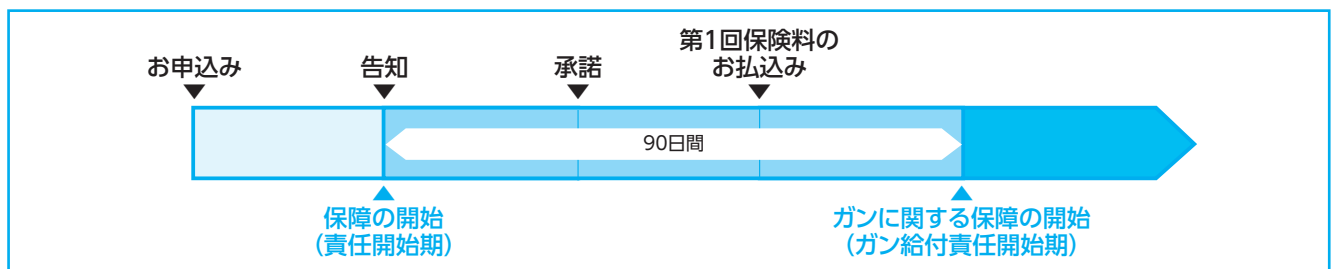 第1回保険料の
お申込み 告知 承諾 お払込み
90日間
保障の開始 ガンに関する保障の開始
（責任開始期） （ガン給付責任開始期）